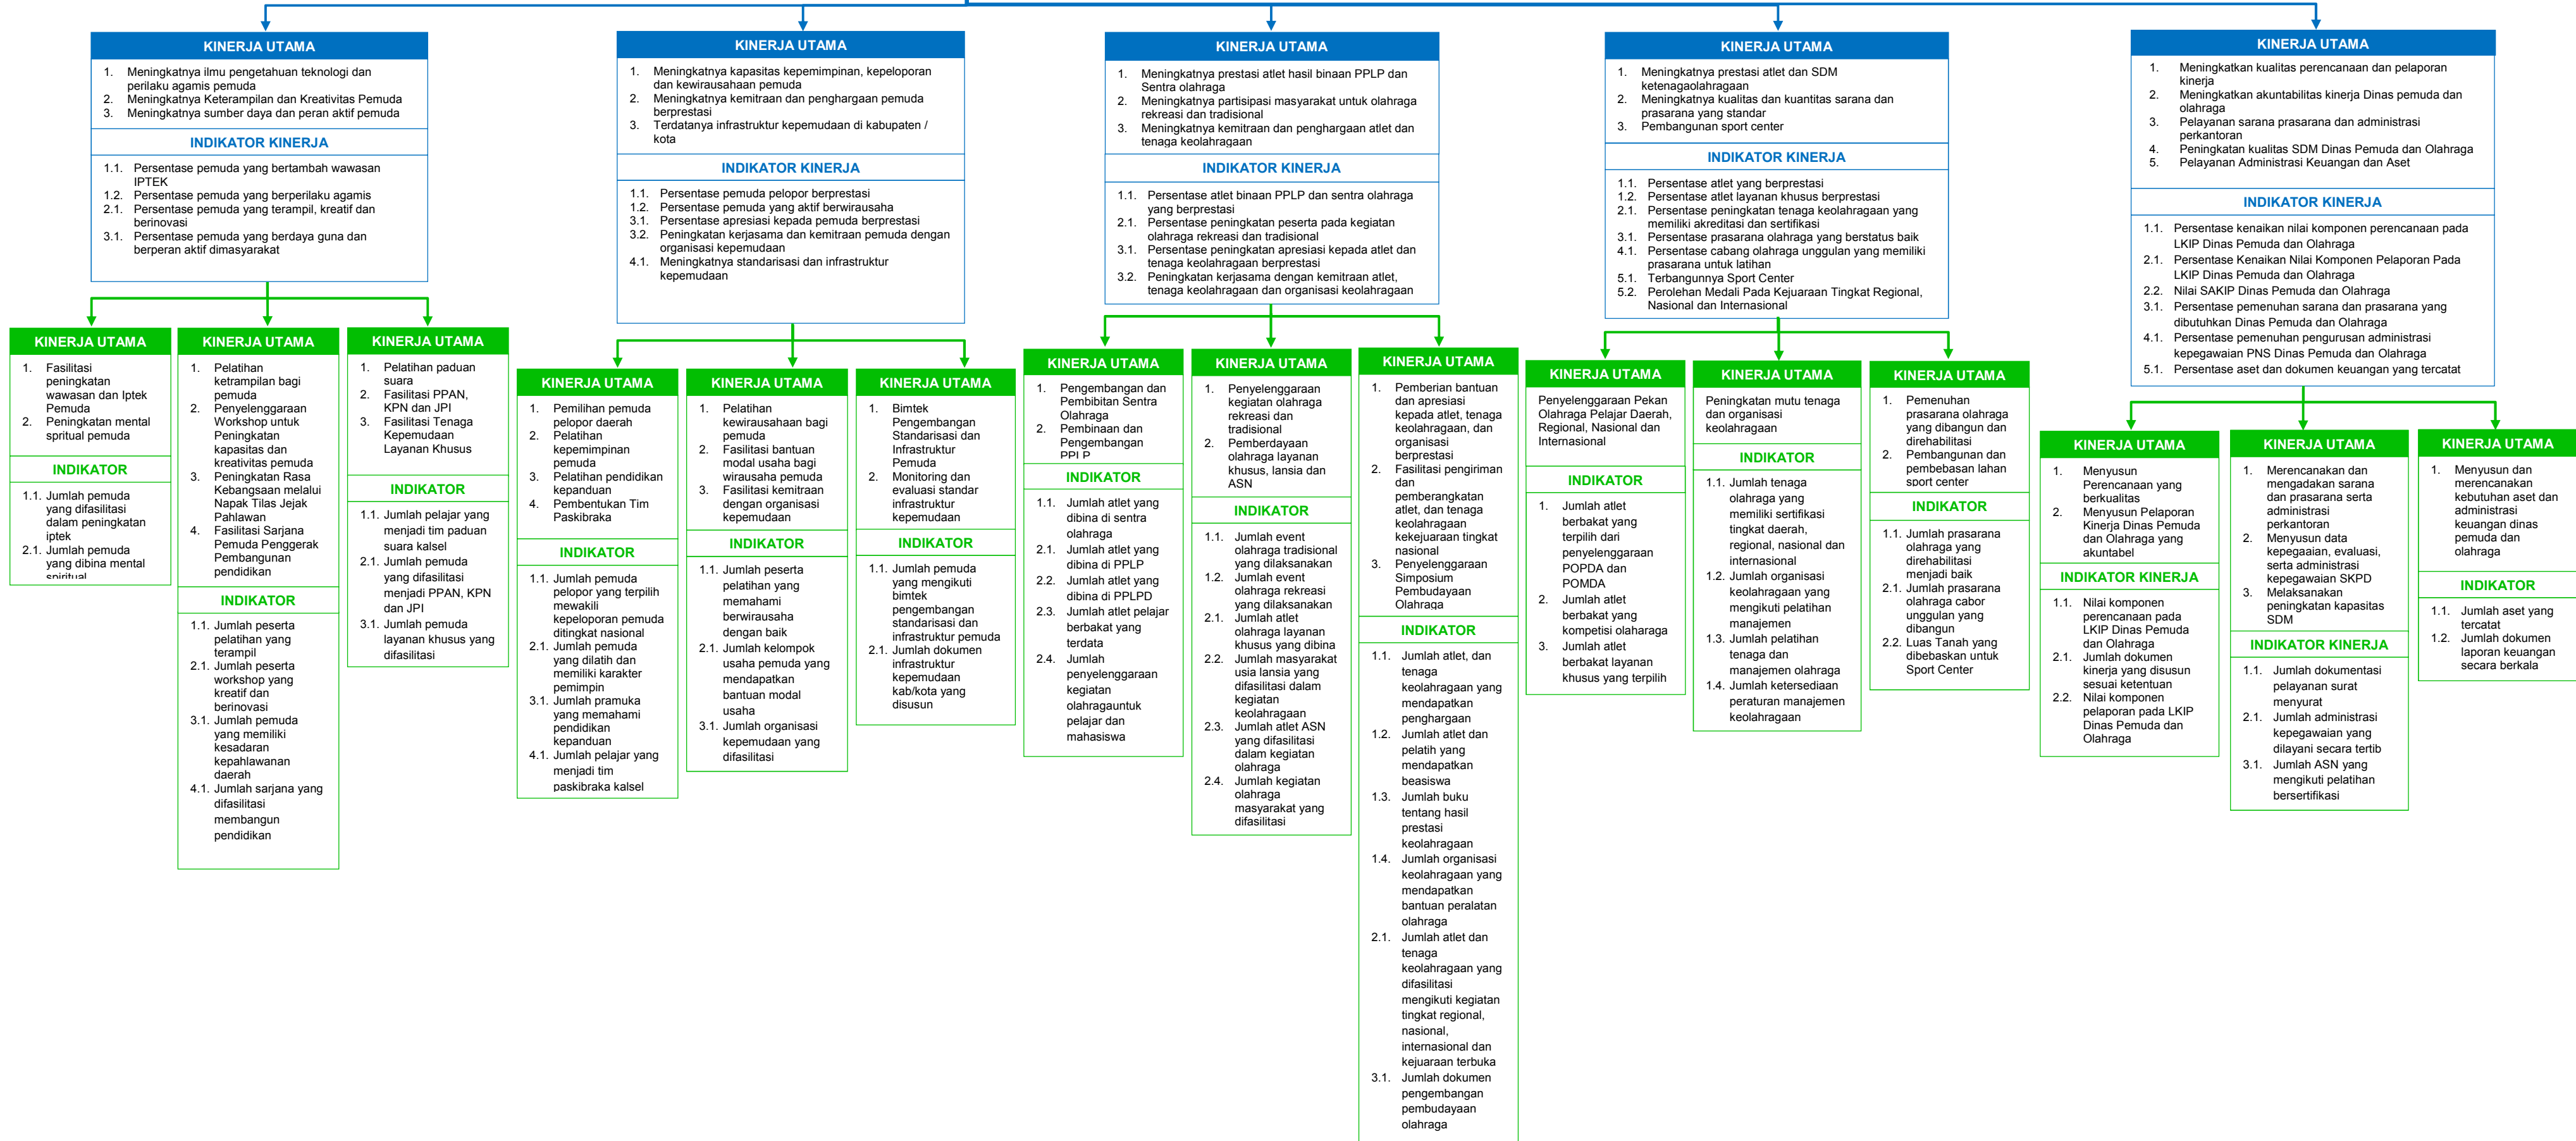 KINERJA UTAMA
1. Meningkatnya ilmu pengetahuan teknologi dan
perilaku agamis pemuda
2. Meningkatnya Keterampilan dan Kreativitas Pemuda
3. Meningkatnya sumber daya dan peran aktif pemuda
INDIKATOR KINERJA
1.1. Persentase pemuda yang bertambah wawasan
IPTEK
1.2. Persentase pemuda yang berperilaku agamis
2.1. Persentase pemuda yang terampil, kreatif dan
berinovasi
3.1. Persentase pemuda yang berdaya guna dan
berperan aktif dimasyarakat
KINERJA UTAMA
1. Meningkatnya kapasitas kepemimpinan, kepeloporan
dan kewirausahaan pemuda
2. Meningkatnya kemitraan dan penghargaan pemuda
berprestasi
3. Terdatanya infrastruktur kepemudaan di kabupaten /
kota
INDIKATOR KINERJA
1.1. Persentase pemuda pelopor berprestasi
1.2. Persentase pemuda yang aktif berwirausaha
3.1. Persentase apresiasi kepada pemuda berprestasi
3.2. Peningkatan kerjasama dan kemitraan pemuda dengan
organisasi kepemudaan
4.1. Meningkatnya standarisasi dan infrastruktur
kepemudaan
KINERJA UTAMA
1. Meningkatnya prestasi atlet hasil binaan PPLP dan
Sentra olahraga
2. Meningkatnya partisipasi masyarakat untuk olahraga
rekreasi dan tradisional
3. Meningkatnya kemitraan dan penghargaan atlet dan
tenaga keolahragaan
INDIKATOR KINERJA
1.1. Persentase atlet binaan PPLP dan sentra olahraga
yang berprestasi
2.1. Persentase peningkatan peserta pada kegiatan
olahraga rekreasi dan tradisional
3.1. Persentase peningkatan apresiasi kepada atlet dan
tenaga keolahragaan berprestasi
3.2. Peningkatan kerjasama dengan kemitraan atlet,
tenaga keolahragaan dan organisasi keolahragaan
KINERJA UTAMA
1. Meningkatnya prestasi atlet dan SDM
ketenagaolahragaan
2. Meningkatnya kualitas dan kuantitas sarana dan
prasarana yang standar
3. Pembangunan sport center
INDIKATOR KINERJA
1.1. Persentase atlet yang berprestasi
1.2. Persentase atlet layanan khusus berprestasi
2.1. Persentase peningkatan tenaga keolahragaan yang
memiliki akreditasi dan sertifikasi
3.1. Persentase prasarana olahraga yang berstatus baik
4.1. Persentase cabang olahraga unggulan yang memiliki
prasarana untuk latihan
5.1. Terbangunnya Sport Center
5.2. Perolehan Medali Pada Kejuaraan Tingkat Regional,
Nasional dan Internasional
KINERJA UTAMA
1. Meningkatkan kualitas perencanaan dan pelaporan
kinerja
2. Meningkatkan akuntabilitas kinerja Dinas pemuda dan
olahraga
3. Pelayanan sarana prasarana dan administrasi
perkantoran
4. Peningkatan kualitas SDM Dinas Pemuda dan Olahraga
5. Pelayanan Administrasi Keuangan dan Aset
INDIKATOR KINERJA
1.1. Persentase kenaikan nilai komponen perencanaan pada
LKIP Dinas Pemuda dan Olahraga
2.1. Persentase Kenaikan Nilai Komponen Pelaporan Pada
LKIP Dinas Pemuda dan Olahraga
2.2. Nilai SAKIP Dinas Pemuda dan Olahraga
3.1. Persentase pemenuhan sarana dan prasarana yang
dibutuhkan Dinas Pemuda dan Olahraga
4.1. Persentase pemenuhan pengurusan administrasi
kepegawaian PNS Dinas Pemuda dan Olahraga
5.1. Persentase aset dan dokumen keuangan yang tercatat
KINERJA UTAMA
1. Fasilitasi
peningkatan
wawasan dan Iptek
Pemuda
2. Peningkatan mental
spritual pemuda
INDIKATOR
1.1. Jumlah pemuda
yang difasilitasi
dalam peningkatan
iptek
2.1. Jumlah pemuda
yang dibina mental
spiritual
KINERJA UTAMA
1. Pelatihan
ketrampilan bagi
pemuda
2. Penyelenggaraan
Workshop untuk
Peningkatan
kapasitas dan
kreativitas pemuda
3. Peningkatan Rasa
Kebangsaan melalui
Napak Tilas Jejak
Pahlawan
4. Fasilitasi Sarjana
Pemuda Penggerak
Pembangunan
pendidikan
INDIKATOR
1.1. Jumlah peserta
pelatihan yang
terampil
2.1. Jumlah peserta
workshop yang
kreatif dan
berinovasi
3.1. Jumlah pemuda
yang memiliki
kesadaran
kepahlawanan
daerah
4.1. Jumlah sarjana yang
difasilitasi
membangun
pendidikan
KINERJA UTAMA
1. Pelatihan paduan
suara
2. Fasilitasi PPAN,
KPN dan JPI
3. Fasilitasi Tenaga
Kepemudaan
Layanan Khusus
INDIKATOR
1.1. Jumlah pelajar yang
menjadi tim paduan
suara kalsel
2.1. Jumlah pemuda
yang difasilitasi
menjadi PPAN, KPN
dan JPI
3.1. Jumlah pemuda
layanan khusus yang
difasilitasi
KINERJA UTAMA
1. Pemilihan pemuda
pelopor daerah
2. Pelatihan
kepemimpinan
pemuda
3. Pelatihan pendidikan
kepanduan
4. Pembentukan Tim
Paskibraka
INDIKATOR
1.1. Jumlah pemuda
pelopor yang terpilih
mewakili
kepeloporan pemuda
ditingkat nasional
2.1. Jumlah pemuda
yang dilatih dan
memiliki karakter
pemimpin
3.1. Jumlah pramuka
yang memahami
pendidikan
kepanduan
4.1. Jumlah pelajar yang
menjadi tim
paskibraka kalsel
KINERJA UTAMA
1. Pelatihan
kewirausahaan bagi
pemuda
2. Fasilitasi bantuan
modal usaha bagi
wirausaha pemuda
3. Fasilitasi kemitraan
dengan organisasi
kepemudaan
INDIKATOR
1.1. Jumlah peserta
pelatihan yang
memahami
berwirausaha
dengan baik
2.1. Jumlah kelompok
usaha pemuda yang
mendapatkan
bantuan modal
usaha
3.1. Jumlah organisasi
kepemudaan yang
difasilitasi
KINERJA UTAMA
1. Bimtek
Pengembangan
Standarisasi dan
Infrastruktur
Pemuda
2. Monitoring dan
evaluasi standar
infrastruktur
kepemudaan
INDIKATOR
1.1. Jumlah pemuda
yang mengikuti
bimtek
pengembangan
standarisasi dan
infrastruktur pemuda
2.1. Jumlah dokumen
infrastruktur
kepemudaan
kab/kota yang
disusun
KINERJA UTAMA
1. Pengembangan dan
Pembibitan Sentra
Olahraga
2. Pembinaan dan
Pengembangan
PPLP
INDIKATOR
1.1. Jumlah atlet yang
dibina di sentra
olahraga
2.1. Jumlah atlet yang
dibina di PPLP
2.2. Jumlah atlet yang
dibina di PPLPD
2.3. Jumlah atlet pelajar
berbakat yang
terdata
2.4. Jumlah
penyelenggaraan
kegiatan
olahragauntuk
pelajar dan
mahasiswa
KINERJA UTAMA
1. Penyelenggaraan
kegiatan olahraga
rekreasi dan
tradisional
2. Pemberdayaan
olahraga layanan
khusus, lansia dan
ASN
INDIKATOR
1.1. Jumlah event
olahraga tradisional
yang dilaksanakan
1.2. Jumlah event
olahraga rekreasi
yang dilaksanakan
2.1. Jumlah atlet
olahraga layanan
khusus yang dibina
2.2. Jumlah masyarakat
usia lansia yang
difasilitasi dalam
kegiatan
keolahragaan
2.3. Jumlah atlet ASN
yang difasilitasi
dalam kegiatan
olahraga
2.4. Jumlah kegiatan
olahraga
masyarakat yang
difasilitasi
KINERJA UTAMA
1. Pemberian bantuan
dan apresiasi
kepada atlet, tenaga
keolahragaan, dan
organisasi
berprestasi
2. Fasilitasi pengiriman
dan
pemberangkatan
atlet, dan tenaga
keolahragaan
kekejuaraan tingkat
nasional
3. Penyelenggaraan
Simposium
Pembudayaan
Olahraga
INDIKATOR
1.1. Jumlah atlet, dan
tenaga
keolahragaan yang
mendapatkan
penghargaan
1.2. Jumlah atlet dan
pelatih yang
mendapatkan
beasiswa
1.3. Jumlah buku
tentang hasil
prestasi
keolahragaan
1.4. Jumlah organisasi
keolahragaan yang
mendapatkan
bantuan peralatan
olahraga
2.1. Jumlah atlet dan
tenaga
keolahragaan yang
difasilitasi
mengikuti kegiatan
tingkat regional,
nasional,
internasional dan
kejuaraan terbuka
3.1. Jumlah dokumen
pengembangan
pembudayaan
olahraga
KINERJA UTAMA
Penyelenggaraan Pekan
Olahraga Pelajar Daerah,
Regional, Nasional dan
Internasional
INDIKATOR
1. Jumlah atlet
berbakat yang
terpilih dari
penyelenggaraan
POPDA dan
POMDA
2. Jumlah atlet
berbakat yang
kompetisi olaharaga
3. Jumlah atlet
berbakat layanan
khusus yang terpilih
KINERJA UTAMA
Peningkatan mutu tenaga
dan organisasi
keolahragaan
INDIKATOR
1.1. Jumlah tenaga
olahraga yang
memiliki sertifikasi
tingkat daerah,
regional, nasional dan
internasional
1.2. Jumlah organisasi
keolahragaan yang
mengikuti pelatihan
manajemen
1.3. Jumlah pelatihan
tenaga dan
manajemen olahraga
1.4. Jumlah ketersediaan
peraturan manajemen
keolahragaan
KINERJA UTAMA
1. Pemenuhan
prasarana olahraga
yang dibangun dan
direhabilitasi
2. Pembangunan dan
pembebasan lahan
sport center
INDIKATOR
1.1. Jumlah prasarana
olahraga yang
direhabilitasi
menjadi baik
2.1. Jumlah prasarana
olahraga cabor
unggulan yang
dibangun
2.2. Luas Tanah yang
dibebaskan untuk
Sport Center
KINERJA UTAMA
1. Menyusun
Perencanaan yang
berkualitas
2. Menyusun Pelaporan
Kinerja Dinas Pemuda
dan Olahraga yang
akuntabel
INDIKATOR KINERJA
1.1. Nilai komponen
perencanaan pada
LKIP Dinas Pemuda
dan Olahraga
2.1. Jumlah dokumen
kinerja yang disusun
sesuai ketentuan
2.2. Nilai komponen
pelaporan pada LKIP
Dinas Pemuda dan
Olahraga
KINERJA UTAMA
1. Merencanakan dan
mengadakan sarana
dan prasarana serta
administrasi
perkantoran
2. Menyusun data
kepegaaian, evaluasi,
serta administrasi
kepegawaian SKPD
3. Melaksanakan
peningkatan kapasitas
SDM
INDIKATOR KINERJA
1.1. Jumlah dokumentasi
pelayanan surat
menyurat
2.1. Jumlah administrasi
kepegawaian yang
dilayani secara tertib
3.1. Jumlah ASN yang
mengikuti pelatihan
bersertifikasi
KINERJA UTAMA
1. Menyusun dan
merencanakan
kebutuhan aset dan
administrasi
keuangan dinas
pemuda dan
olahraga
INDIKATOR
1.1. Jumlah aset yang
tercatat
1.2. Jumlah dokumen
laporan keuangan
secara berkala